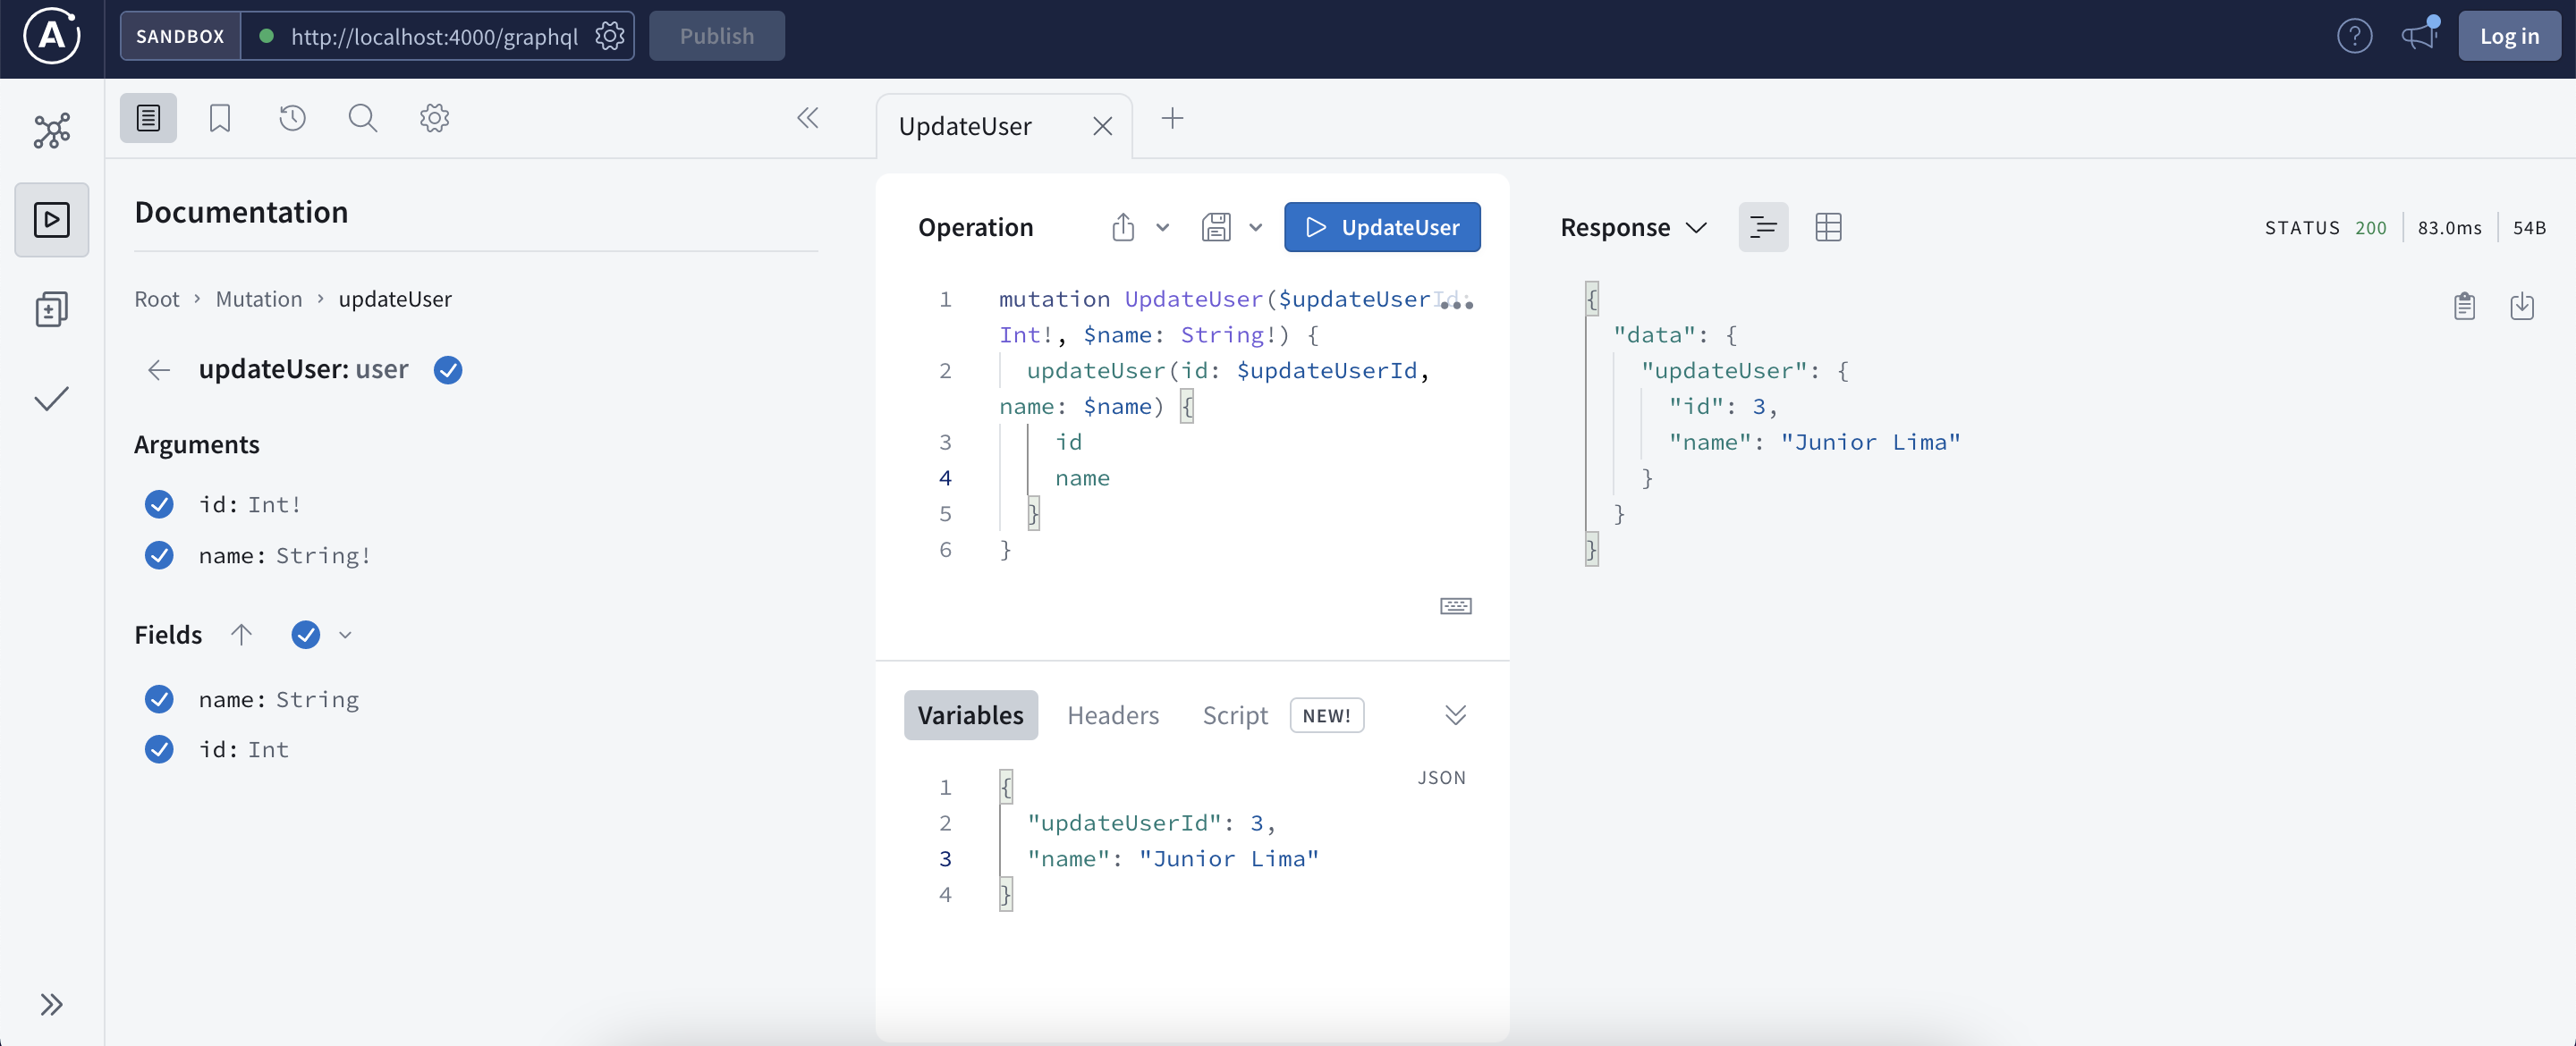 SANDBOX http://localhost:4000/graphql Publish Log in
UpdateUser
Documentation
Root › Mutation › updateUser
updateUser: user
Arguments
id: Int!
name: String!
Fields
name: String
id: Int
Operation UpdateUser
1 mutation UpdateUser($updateUserId:
Int!, $name: String!) {
2 updateUser(id: $updateUserId,
name: $name) {
3 id
4 name
5 }
6 }
Variables Headers Script NEW!
JSON
1 {
2 "updateUserId": 3,
3 "name": "Junior Lima"
4 }
Response STATUS 200 83.0ms 54B
{
"data": {
"updateUser": {
"id": 3,
"name": "Junior Lima"
}
}
}